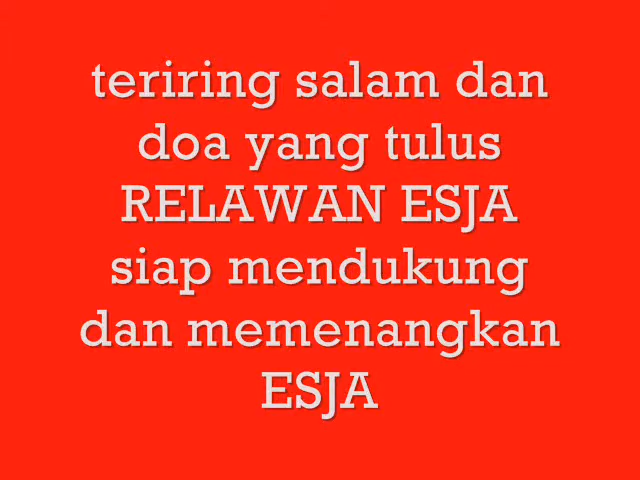 teriring salam dan
doa yang tulus
RELAWAN ESJA
siap mendukung
dan memenangkan
ESJA